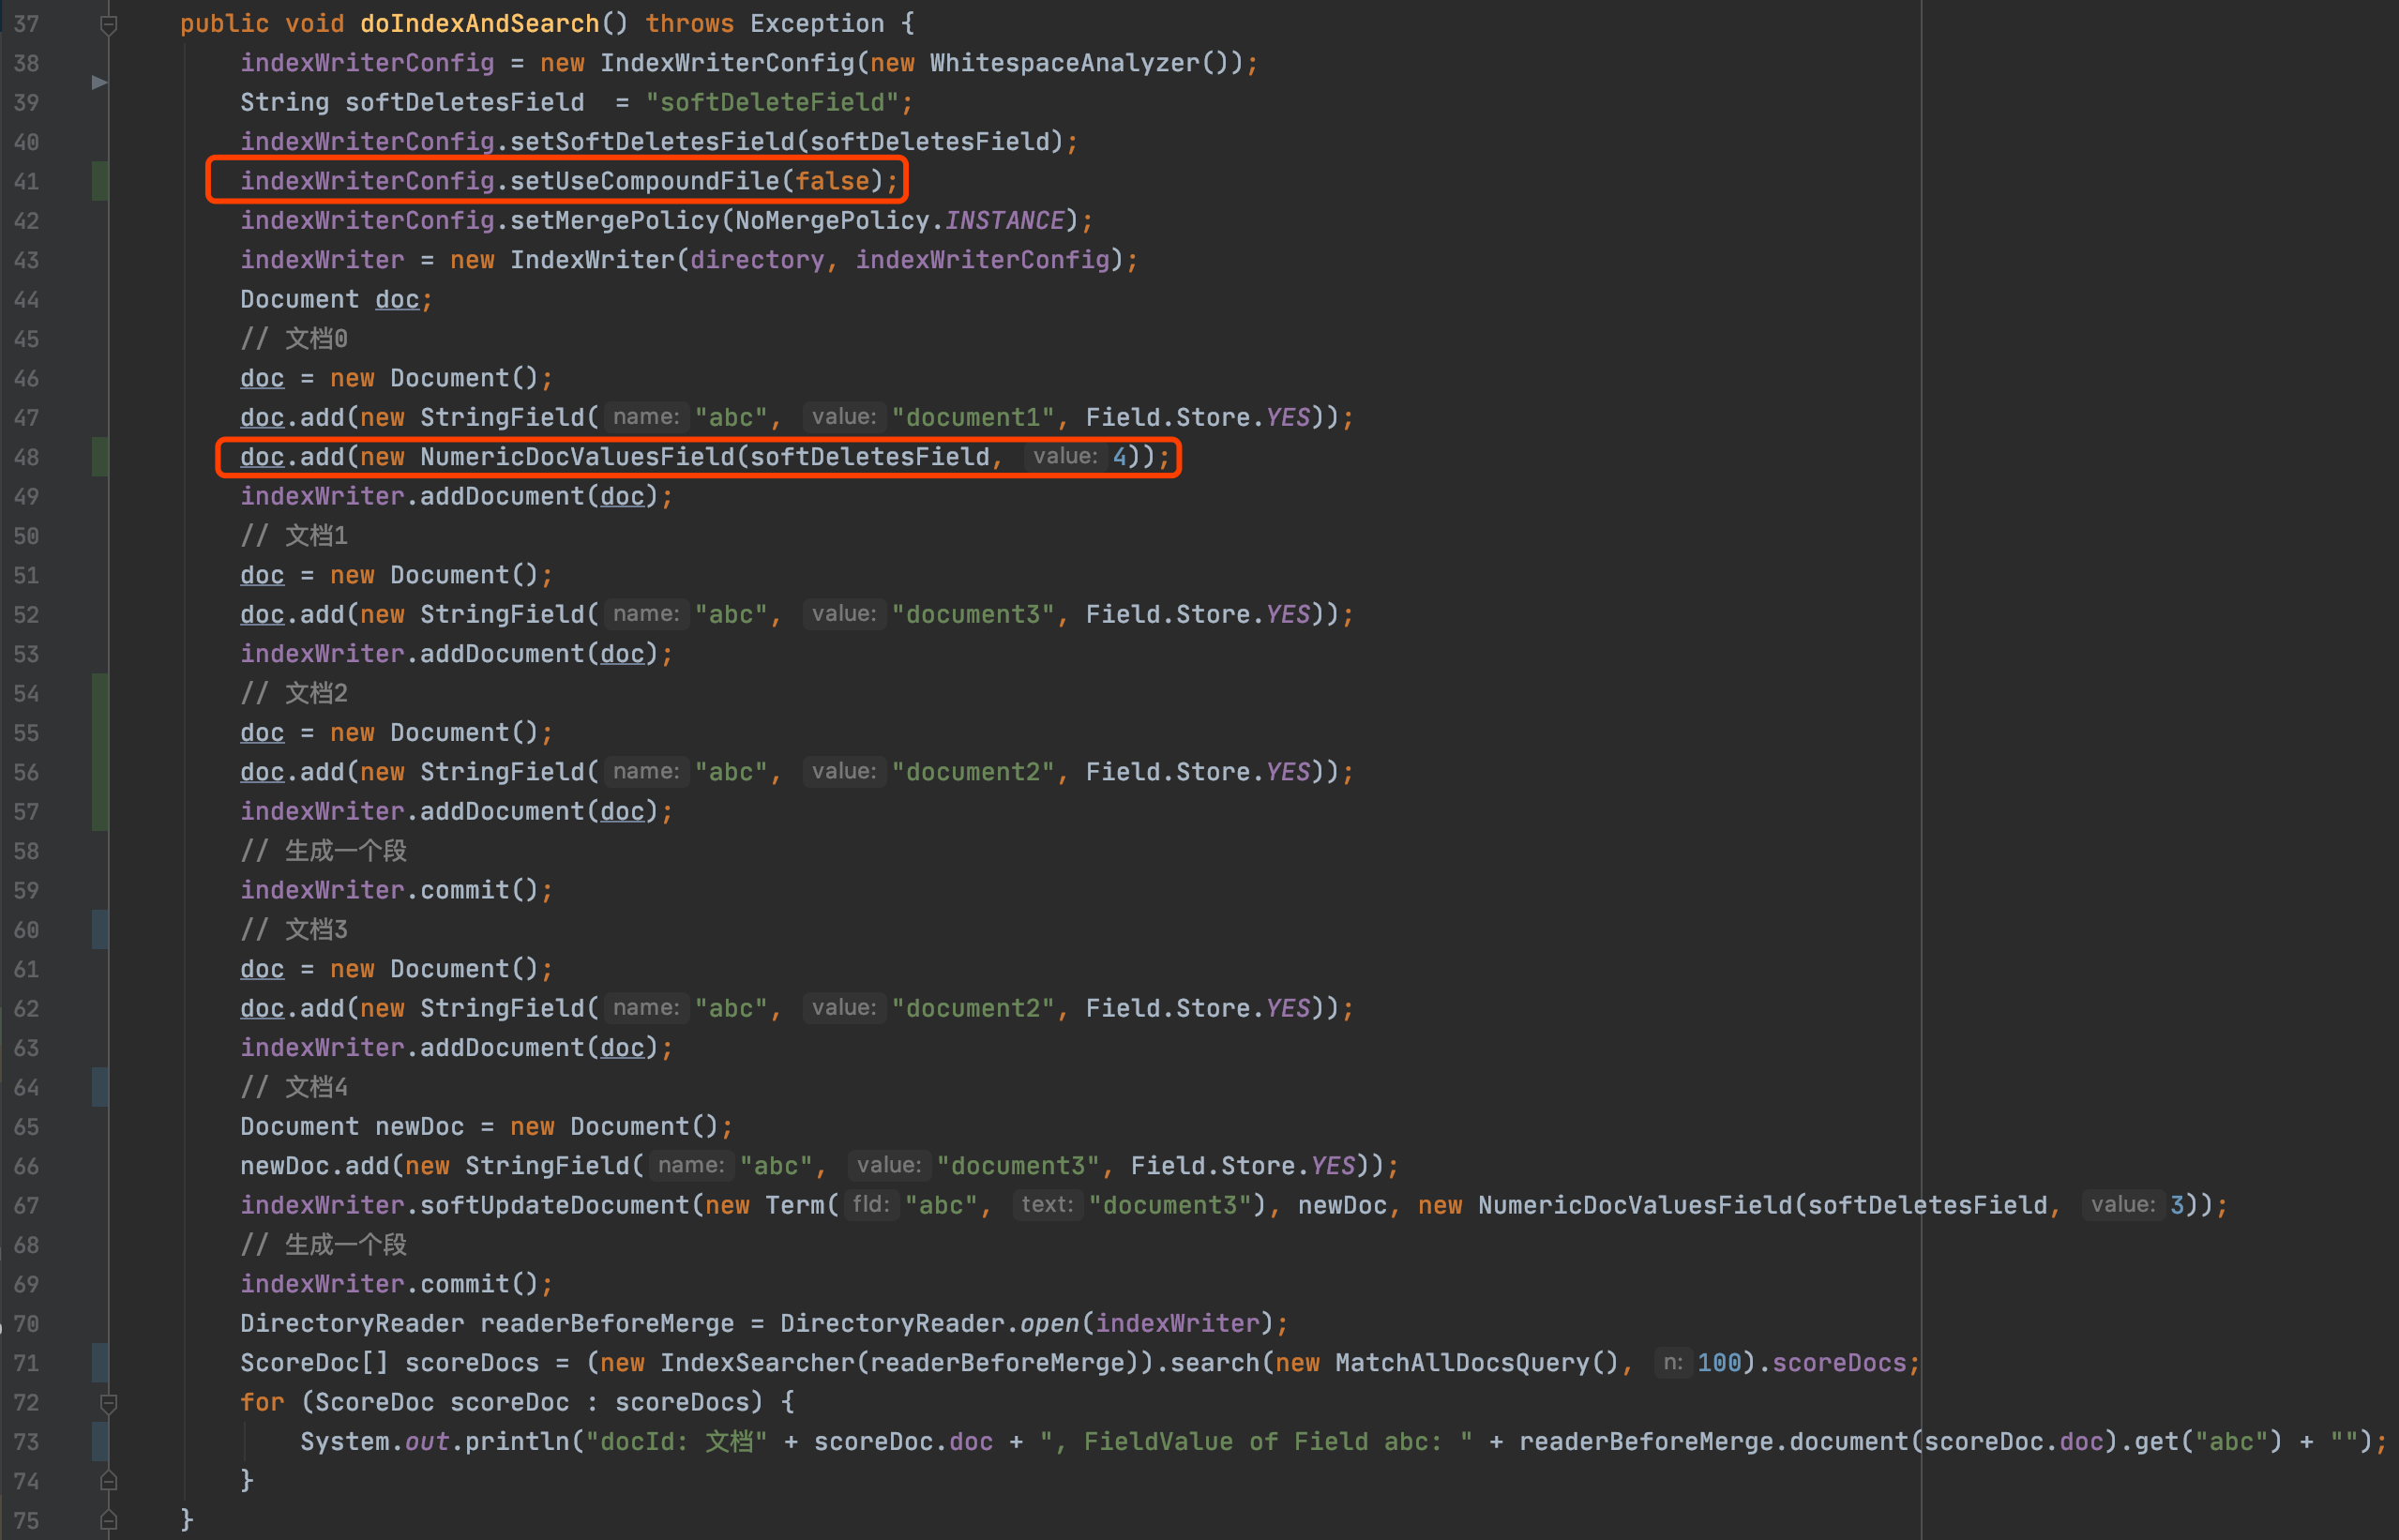 37 public void doIndexAndSearch() throws Exception {
38 indexWriterConfig = new IndexWriterConfig(new WhitespaceAnalyzer());
39 String softDeletesField  = "softDeleteField";
40 indexWriterConfig.setSoftDeletesField(softDeletesField);
41 indexWriterConfig.setUseCompoundFile(false);
42 indexWriterConfig.setMergePolicy(NoMergePolicy.INSTANCE);
43 indexWriter = new IndexWriter(directory, indexWriterConfig);
44 Document doc;
45 // 文档0
46 doc = new Document();
47 doc.add(new StringField( name: "abc", value: "document1", Field.Store.YES));
48 doc.add(new NumericDocValuesField(softDeletesField, value: 4));
49 indexWriter.addDocument(doc);
50 // 文档1
51 doc = new Document();
52 doc.add(new StringField( name: "abc", value: "document3", Field.Store.YES));
53 indexWriter.addDocument(doc);
54 // 文档2
55 doc = new Document();
56 doc.add(new StringField( name: "abc", value: "document2", Field.Store.YES));
57 indexWriter.addDocument(doc);
58 // 生成一个段
59 indexWriter.commit();
60 // 文档3
61 doc = new Document();
62 doc.add(new StringField( name: "abc", value: "document2", Field.Store.YES));
63 indexWriter.addDocument(doc);
64 // 文档4
65 Document newDoc = new Document();
66 newDoc.add(new StringField( name: "abc", value: "document3", Field.Store.YES));
67 indexWriter.softUpdateDocument(new Term( fld: "abc", text: "document3"), newDoc, new NumericDocValuesField(softDeletesField, value: 3));
68 // 生成一个段
69 indexWriter.commit();
70 DirectoryReader readerBeforeMerge = DirectoryReader.open(indexWriter);
71 ScoreDoc[] scoreDocs = (new IndexSearcher(readerBeforeMerge)).search(new MatchAllDocsQuery(), n: 100).scoreDocs;
72 for (ScoreDoc scoreDoc : scoreDocs) {
73 System.out.println("docId: 文档" + scoreDoc.doc + ", FieldValue of Field abc: " + readerBeforeMerge.document(scoreDoc.doc).get("abc") + "");
74 }
75 }